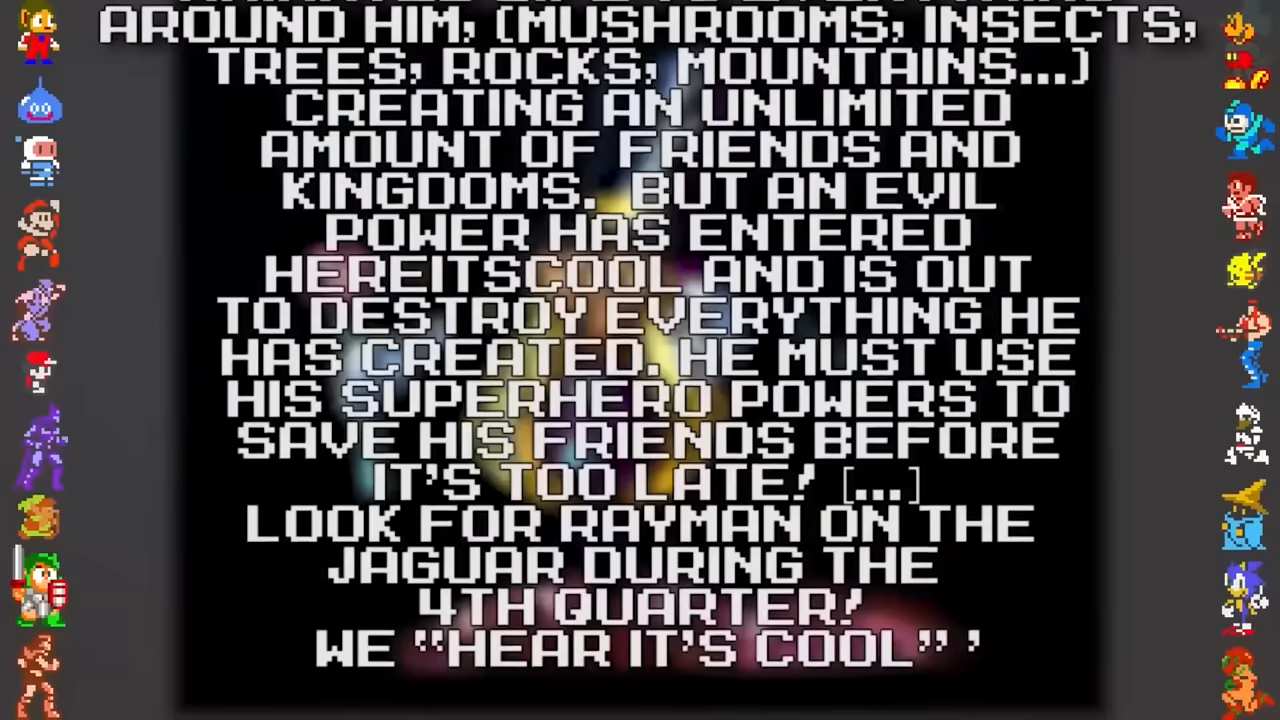 AROUND HIM, (MUSHROOMS, INSECTS,
TREES, ROCKS, MOUNTAINS...)
CREATING AN UNLIMITED
AMOUNT OF FRIENDS AND
KINGDOMS. BUT AN EVIL
POWER HAS ENTERED
HEREITSCOOL AND IS OUT
TO DESTROY EVERYTHING HE
HAS CREATED. HE MUST USE
HIS SUPERHERO POWERS TO
SAVE HIS FRIENDS BEFORE
IT'S TOO LATE! [...]
LOOK FOR RAYMAN ON THE
JAGUAR DURING THE
4TH QUARTER!
WE "HEAR IT'S COOL" '